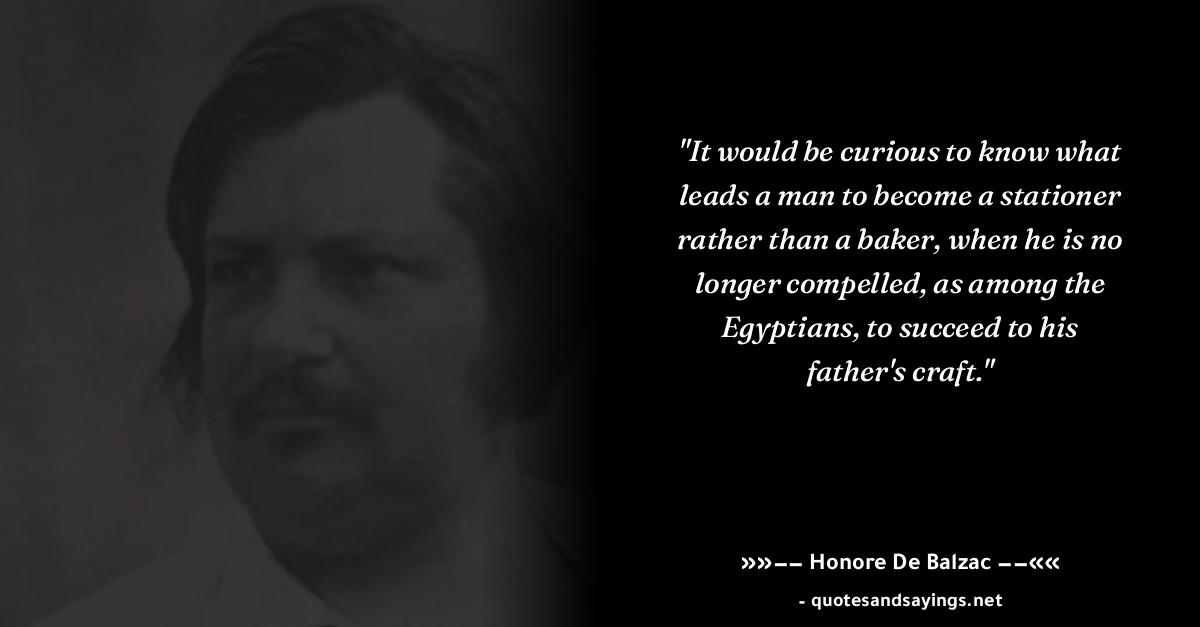 "It would be curious to know what
leads a man to become a stationer
rather than a baker, when he is no
longer compelled, as among the
Egyptians, to succeed to his
father's craft."
»»–– Honore De Balzac ––««
- quotesandsayings.net